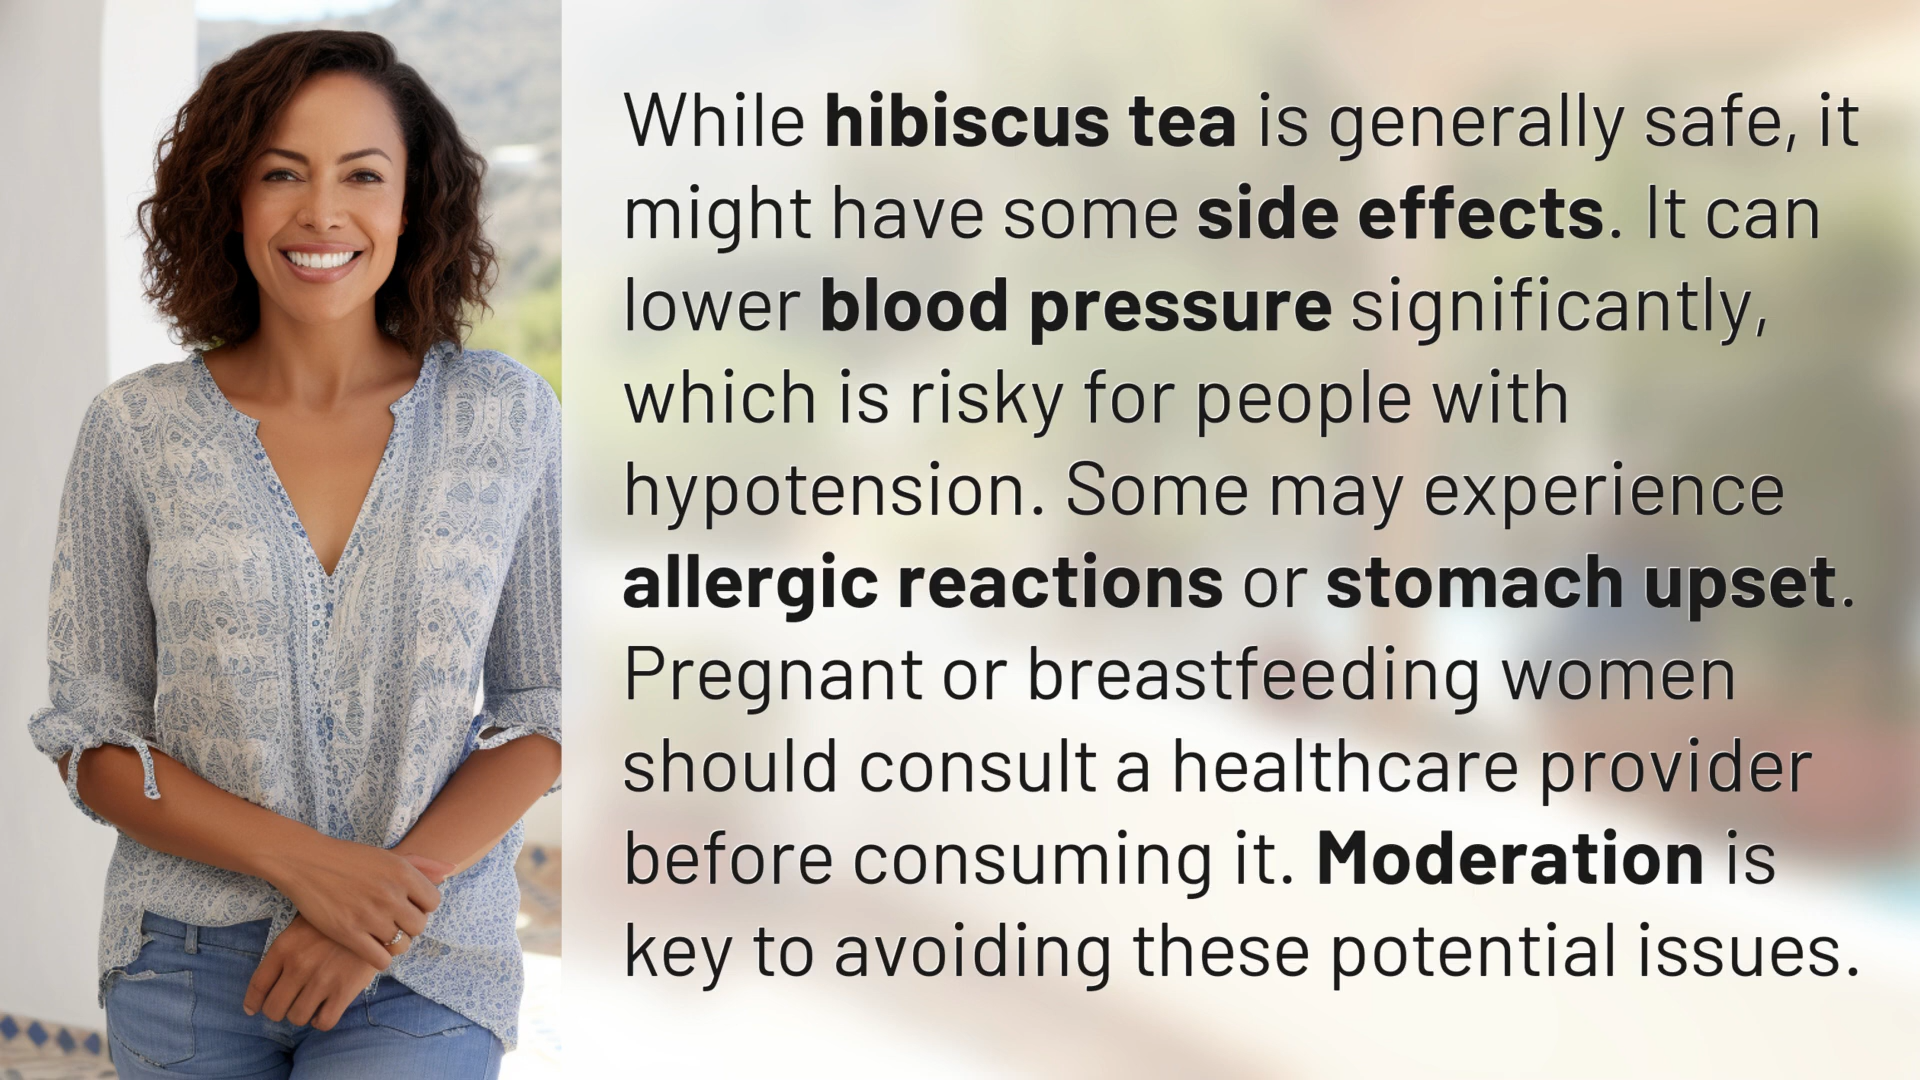 While hibiscus tea is generally safe, it
might have some side effects. It can
lower blood pressure significantly,
which is risky for people with
hypotension. Some may experience
allergic reactions or stomach upset.
Pregnant or breastfeeding women
should consult a healthcare provider
before consuming it. Moderation is
key to avoiding these potential issues.